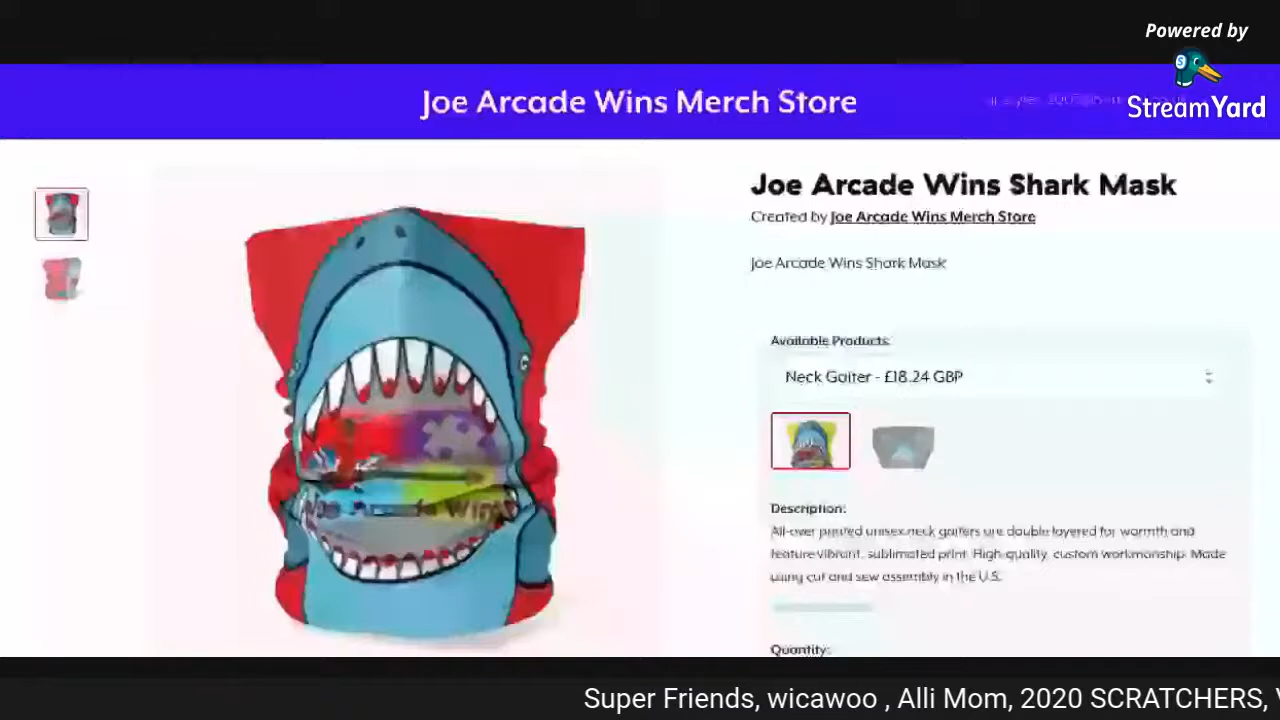 Powered by
StreamYard
Joe Arcade Wins Merch Store
Joe Arcade Wins Shark Mask
Created by Joe Arcade Wins Merch Store
Joe Arcade Wins Shark Mask
Available Products:
Neck Gaiter - £18.24 GBP
Joe Arcade Wins
Description:
All-over printed unisex neck gaiters are double layered for warmth and
feature vibrant, sublimated print. High-quality, custom workmanship. Made
using cut and sew assembly in the U.S.
Quantity:
Super Friends, wicawoo , Alli Mom, 2020 SCRATCHERS,